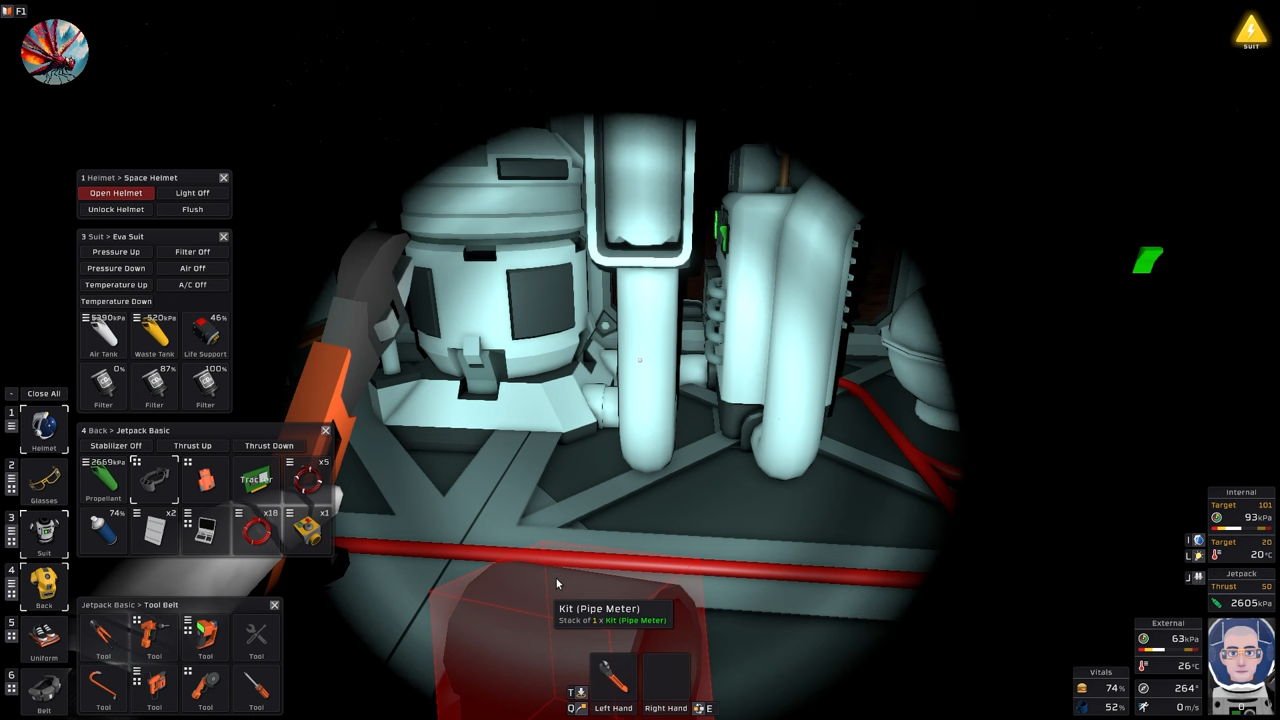 F1
SUIT
1 Helmet > Space Helmet
Open Helmet Light Off
Unlock Helmet Flush
3 Suit > Eva Suit
Pressure Up Filter Off
Pressure Down Air Off
Temperature Up A/C Off
Temperature Down
5390kPa 520kPa 46%
Air Tank Waste Tank Life Support
0% 87% 100%
Filter Filter Filter
- Close All
1 Helmet
2 Glasses
3 Suit
4 Back
5 Uniform
6 Belt
4 Back > Jetpack Basic
Stabilizer Off Thrust Up Thrust Down
2669kPa Tracker x5
Propellant
74% x2 x18 x1
Jetpack Basic > Tool Belt
Tool Tool Tool Tool
Tool Tool Tool Tool
Kit (Pipe Meter)
Stack of 1 x Kit (Pipe Meter)
T
Q Left Hand Right Hand E
Internal
Target 101
93kPa
Target 20
20°C
I
L
J
Jetpack
Thrust 50
2605kPa
External
63kPa
26°C
264°
0m/s
Vitals
74%
52%
0